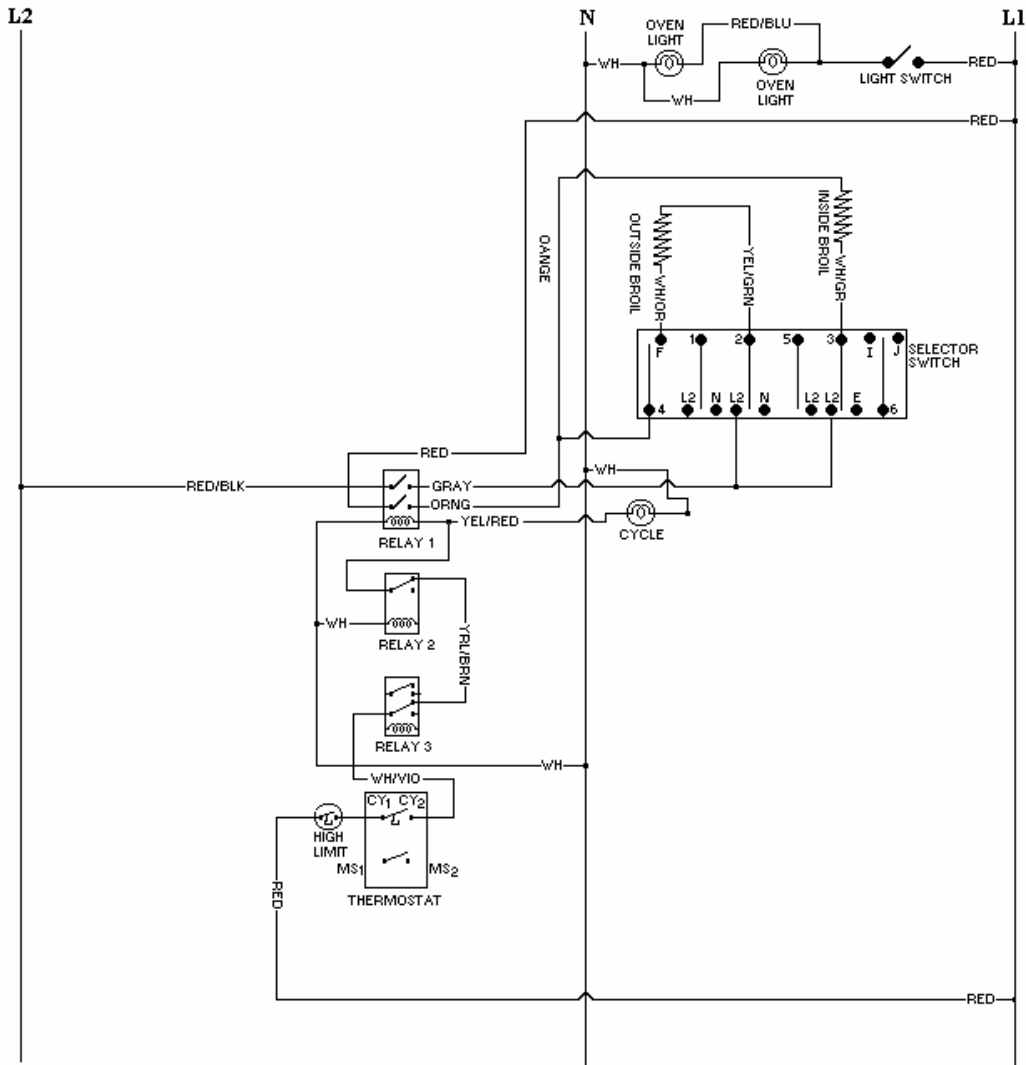 L2
N
L1
OVEN
LIGHT
RED/BLU
WH
RED
LIGHT SWITCH
WH
OVEN
LIGHT
RED
OANGE
OUTSIDE BROIL
WH/OR
YEL/GRN
INSIDE BROIL
WH/GR
F
1
2
5
3
I
J
SELECTOR
SWITCH
4
L2
N
L2
N
L2
L2
E
6
RED
WH
RED/BLK
GRAY
ORNG
YEL/RED
CYCLE
RELAY 1
WH
RELAY 2
YRL/BRN
RELAY 3
WH
WH/VIO
CY1
CY2
HIGH
LIMIT
MS1
MS2
RED
THERMOSTAT
RED